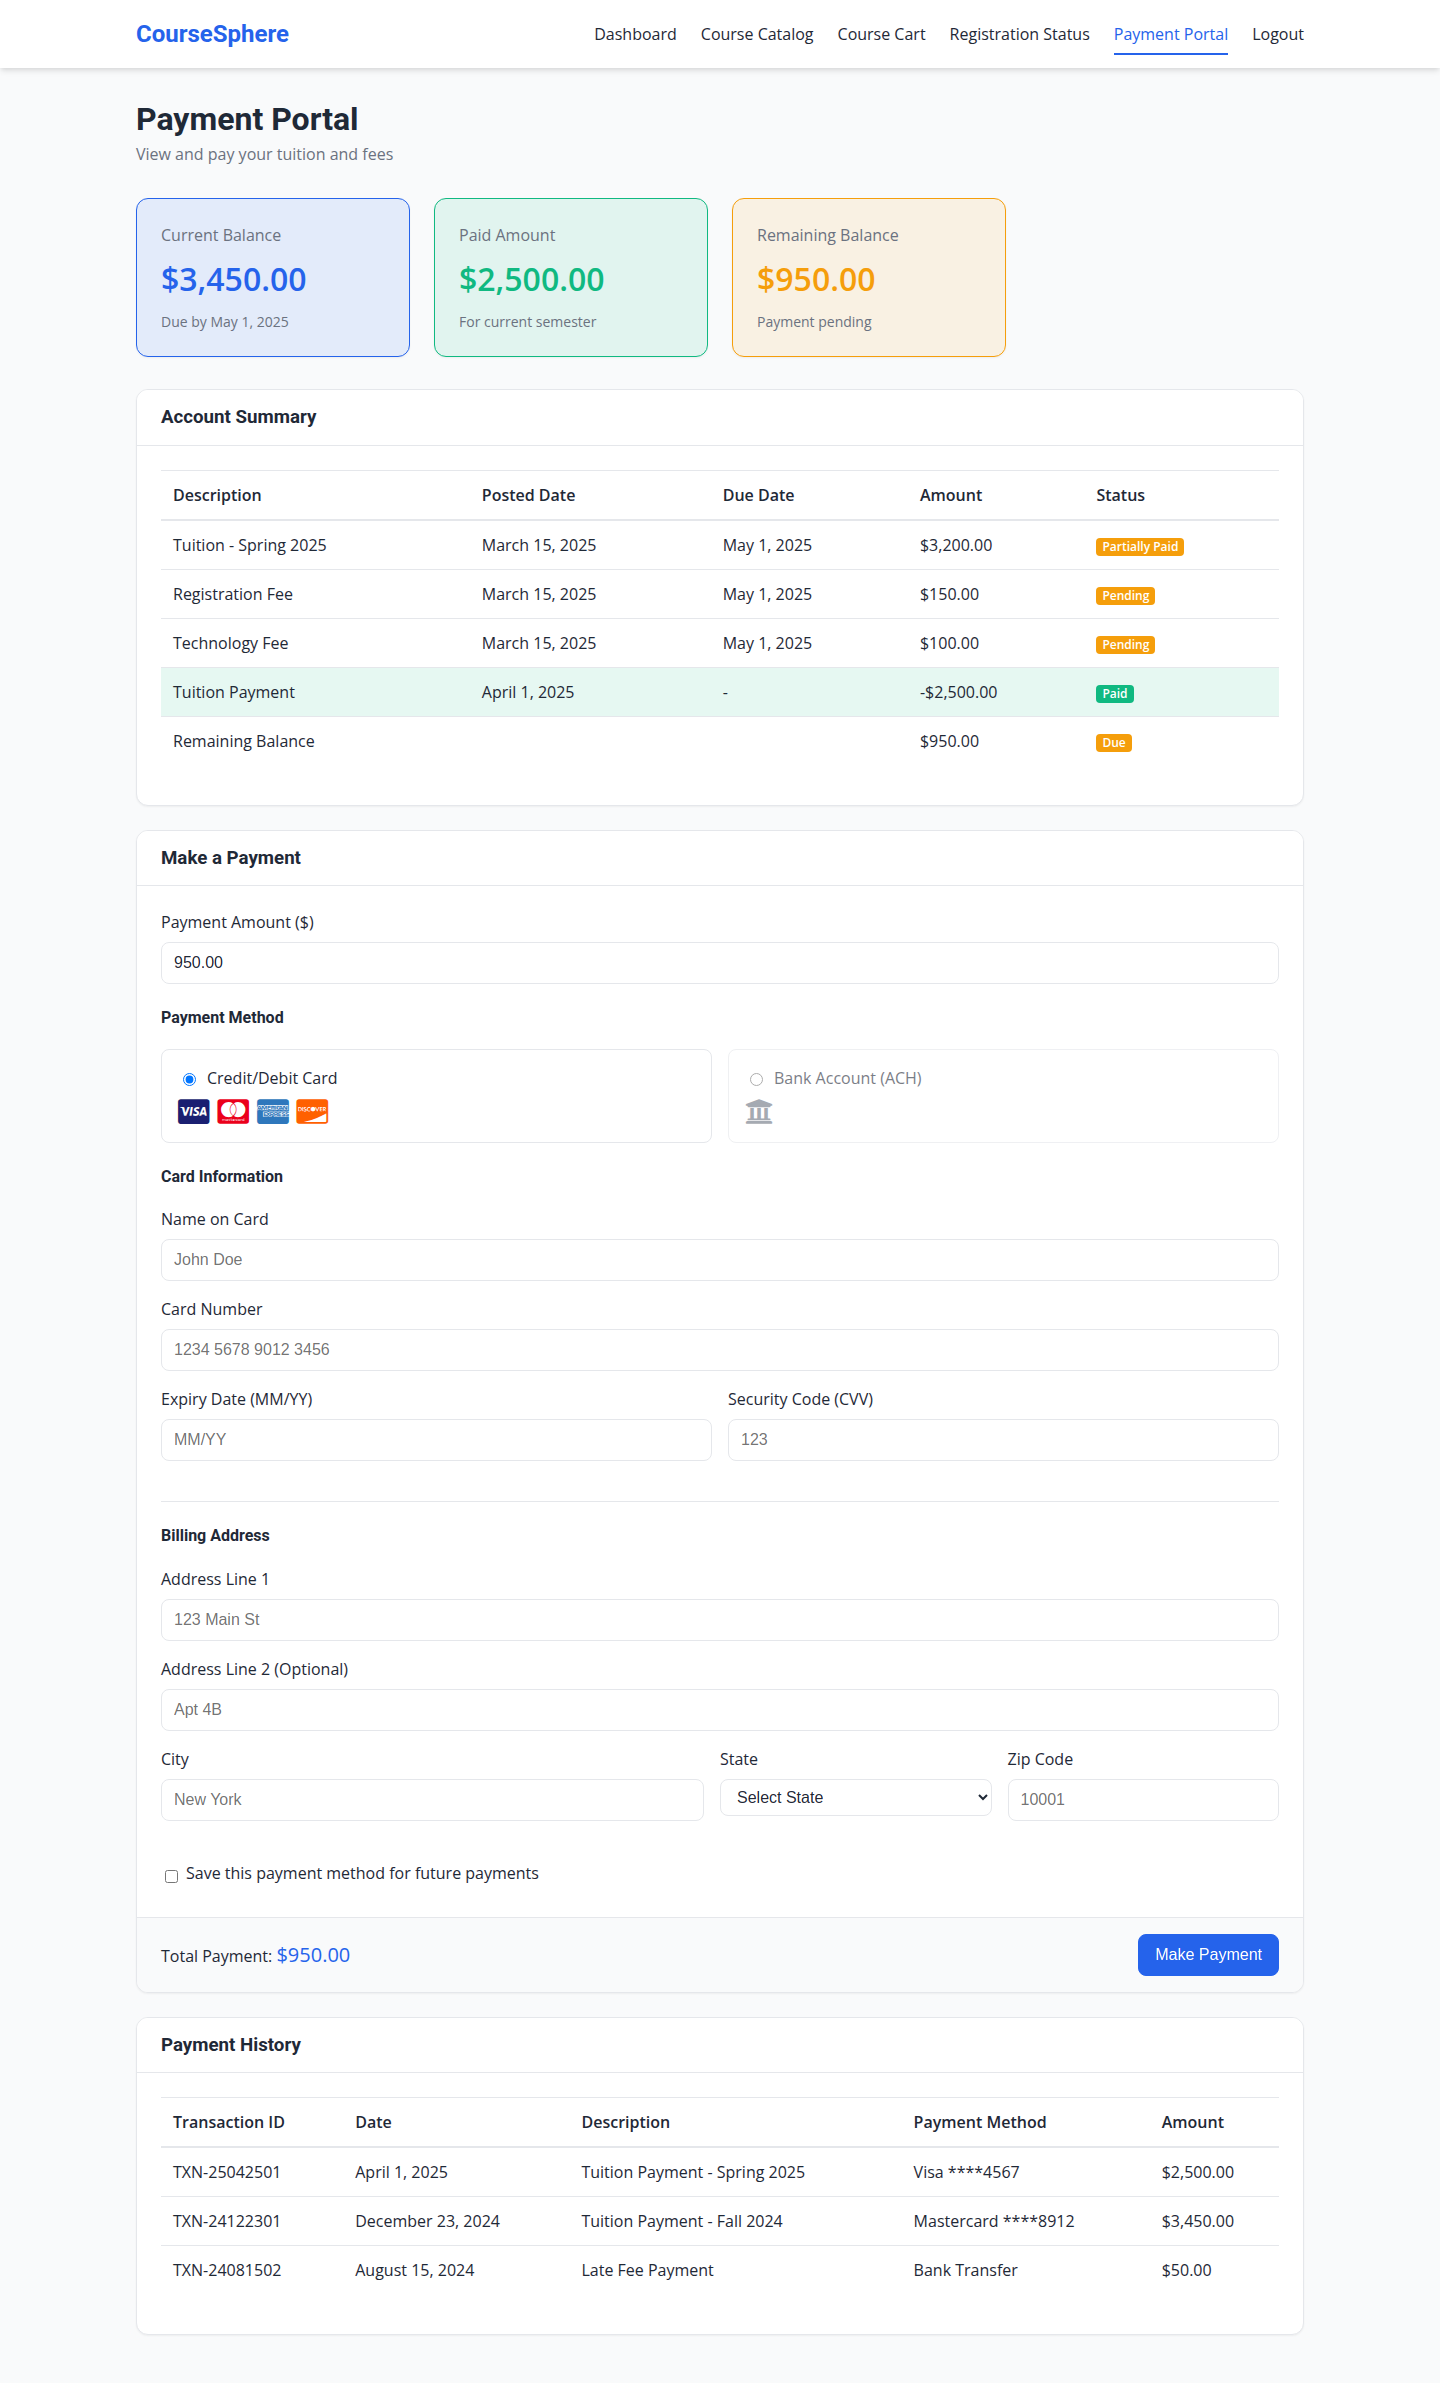 CourseSphere
Dashboard Course Catalog Course Cart Registration Status Payment Portal Logout
Payment Portal
View and pay your tuition and fees
Current Balance
$3,450.00
Due by May 1, 2025
Paid Amount
$2,500.00
For current semester
Remaining Balance
$950.00
Payment pending
Account Summary
Description Posted Date Due Date Amount Status
Tuition - Spring 2025 March 15, 2025 May 1, 2025 $3,200.00 Partially Paid
Registration Fee March 15, 2025 May 1, 2025 $150.00 Pending
Technology Fee March 15, 2025 May 1, 2025 $100.00 Pending
Tuition Payment April 1, 2025 - -$2,500.00 Paid
Remaining Balance $950.00 Due
Make a Payment
Payment Amount ($)
950.00
Payment Method
Credit/Debit Card
VISA mastercard AMERICAN EXPRESS DISCOVER
Bank Account (ACH)
Card Information
Name on Card
John Doe
Card Number
1234 5678 9012 3456
Expiry Date (MM/YY) Security Code (CVV)
MM/YY 123
Billing Address
Address Line 1
123 Main St
Address Line 2 (Optional)
Apt 4B
City State Zip Code
New York Select State 10001
Save this payment method for future payments
Total Payment: $950.00 Make Payment
Payment History
Transaction ID Date Description Payment Method Amount
TXN-25042501 April 1, 2025 Tuition Payment - Spring 2025 Visa ****4567 $2,500.00
TXN-24122301 December 23, 2024 Tuition Payment - Fall 2024 Mastercard ****8912 $3,450.00
TXN-24081502 August 15, 2024 Late Fee Payment Bank Transfer $50.00